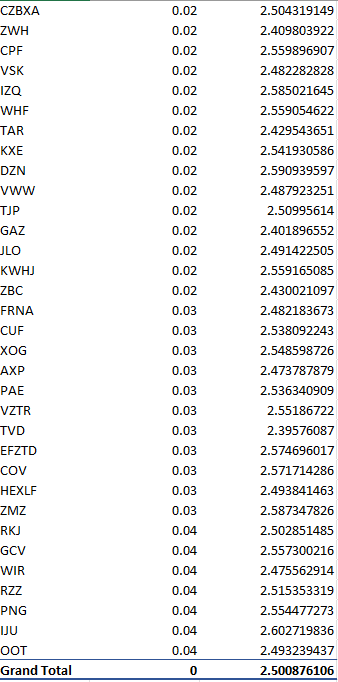 CZBXA 0.02 2.504319149
ZWH 0.02 2.409803922
CPF 0.02 2.559896907
VSK 0.02 2.482282828
IZQ 0.02 2.585021645
WHF 0.02 2.559054622
TAR 0.02 2.429543651
KXE 0.02 2.541930586
DZN 0.02 2.590939597
VWW 0.02 2.487923251
TJP 0.02 2.50995614
GAZ 0.02 2.401896552
JLO 0.02 2.491422505
KWHJ 0.02 2.559165085
ZBC 0.02 2.430021097
FRNA 0.03 2.482183673
CUF 0.03 2.538092243
XOG 0.03 2.548598726
AXP 0.03 2.473787879
PAE 0.03 2.536340909
VZTR 0.03 2.55186722
TVD 0.03 2.39576087
EFZTD 0.03 2.574696017
COV 0.03 2.571714286
HEXLF 0.03 2.493841463
ZMZ 0.03 2.587347826
RKJ 0.04 2.502851485
GCV 0.04 2.557300216
WIR 0.04 2.475562914
RZZ 0.04 2.515353319
PNG 0.04 2.554477273
IJU 0.04 2.602719836
OOT 0.04 2.493239437
Grand Total 0 2.500876106